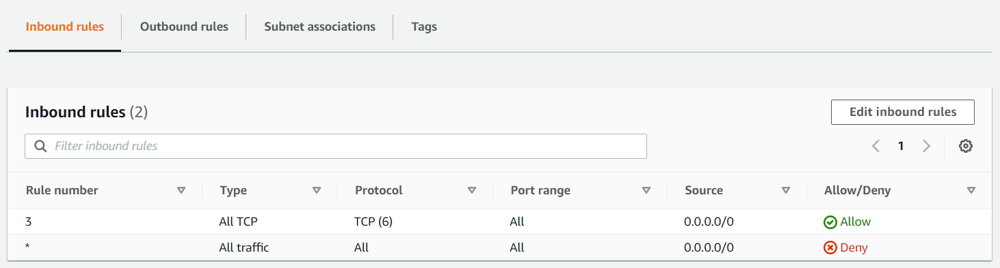 Inbound rules Outbound rules Subnet associations Tags
Inbound rules (2) Edit inbound rules
Filter inbound rules 1
Rule number Type Protocol Port range Source Allow/Deny
3 All TCP TCP (6) All 0.0.0.0/0 Allow
* All traffic All All 0.0.0.0/0 Deny